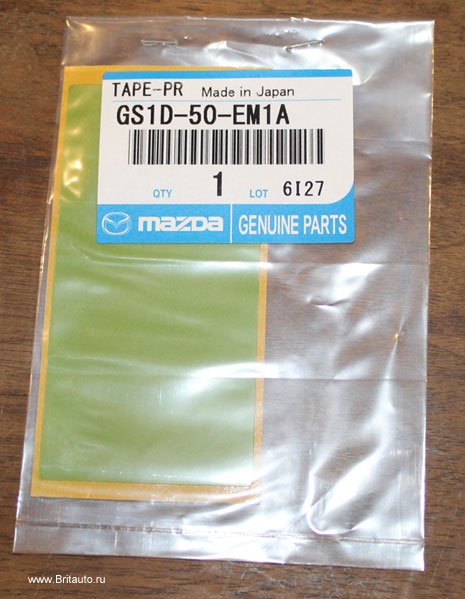 TAPE-PR Made in Japan
GS1D-50-EM1A
QTY 1 LOT 6I27
mazda GENUINE PARTS
www.Britauto.ru